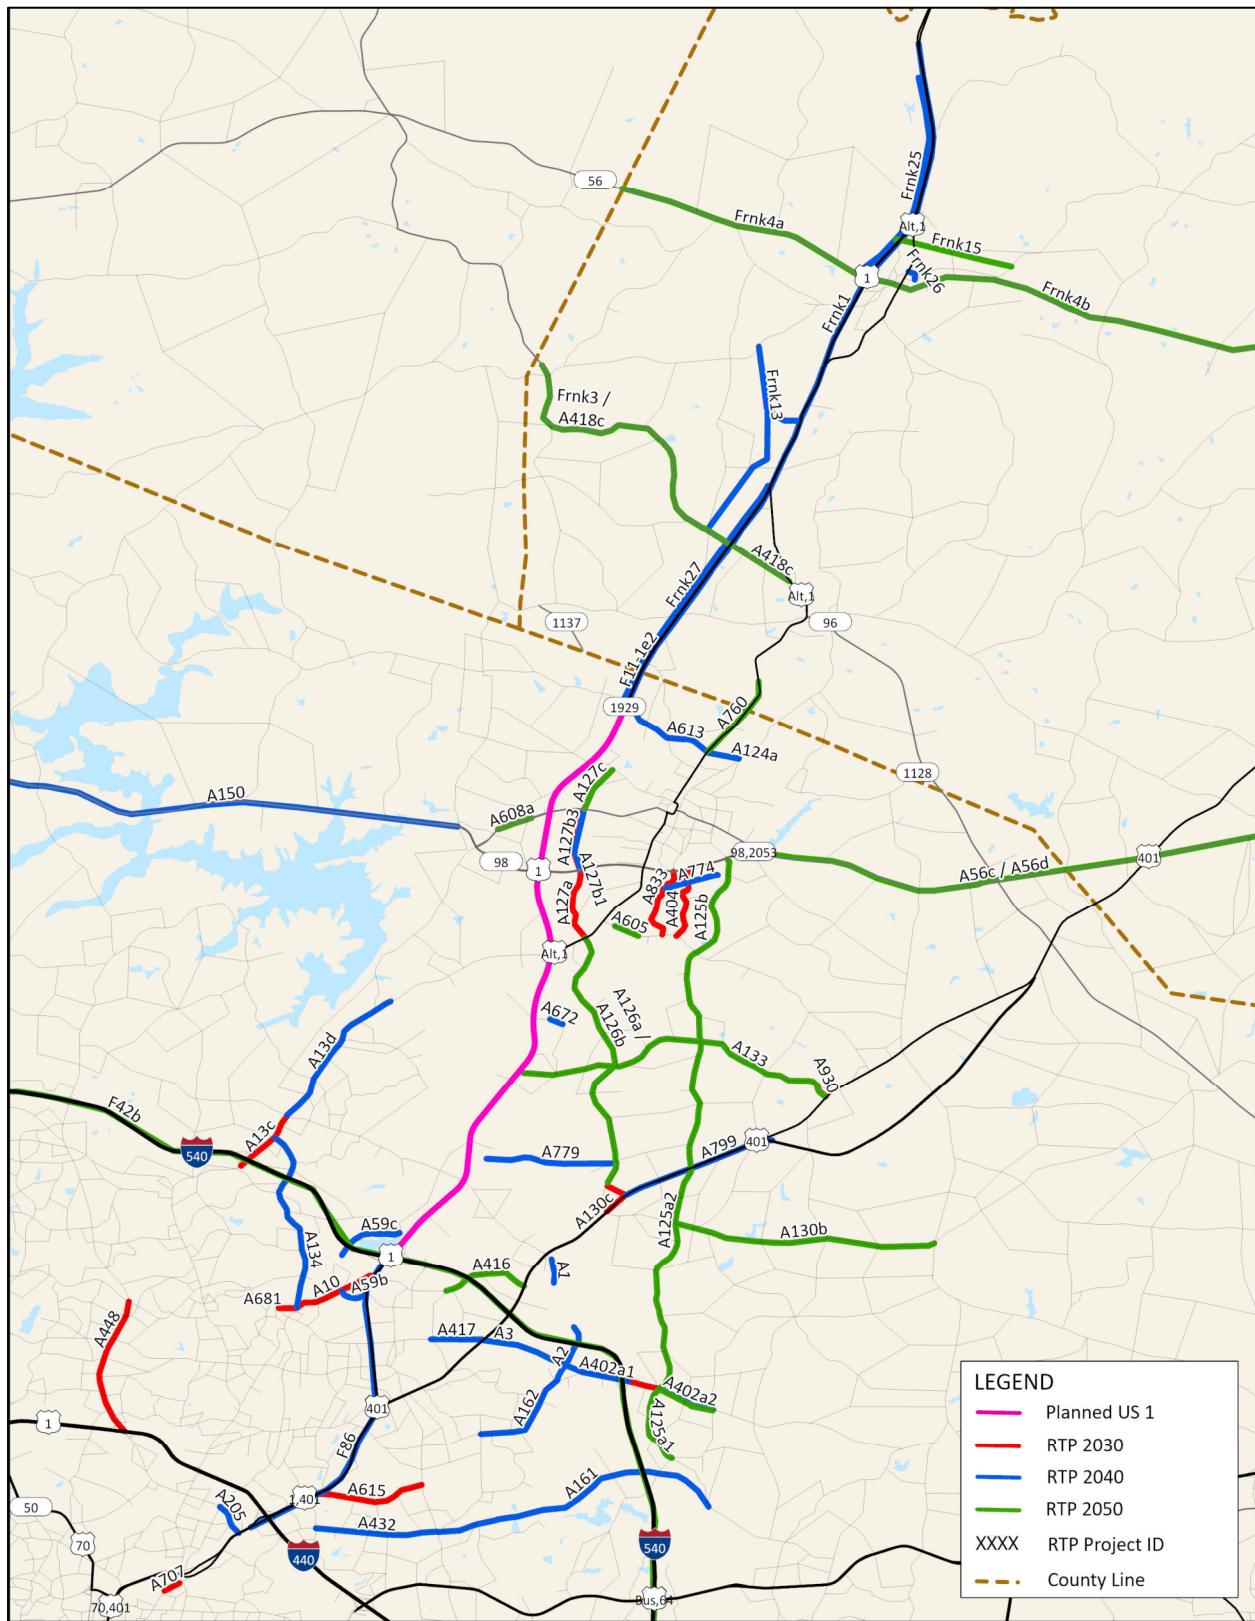 56
Frnk4a
Frnk25
Alt,1
Frnk15
Frnk26
1
Frnk4b
Frnk1
Frnk13
Frnk3 /
A418c
A418c
Alt,1
Frnk27
1137
96
F11-1e2
1929
A760
A613
A124a
1128
A150
A127c
A608a
A127b3
98
1
A127b1
98,2053
401
A56c / A56d
A833
A774
A404
A127a
A125b
A605
Alt,1
A672
A126a /
A126b
A13d
A133
A930
F42b
A13c
540
401
A799
A779
A130c
A125a2
A130b
A59c
A134
1
A416
A1
A10
A59b
A681
A448
A417
A3
A2
A402a1
A402a2
401
A162
A125a1
1
F86
A161
A615
1,401
50
A205
A432
70
440
540
A707
70,401
Bus,64
LEGEND
Planned US 1
RTP 2030
RTP 2040
RTP 2050
XXXX RTP Project ID
County Line